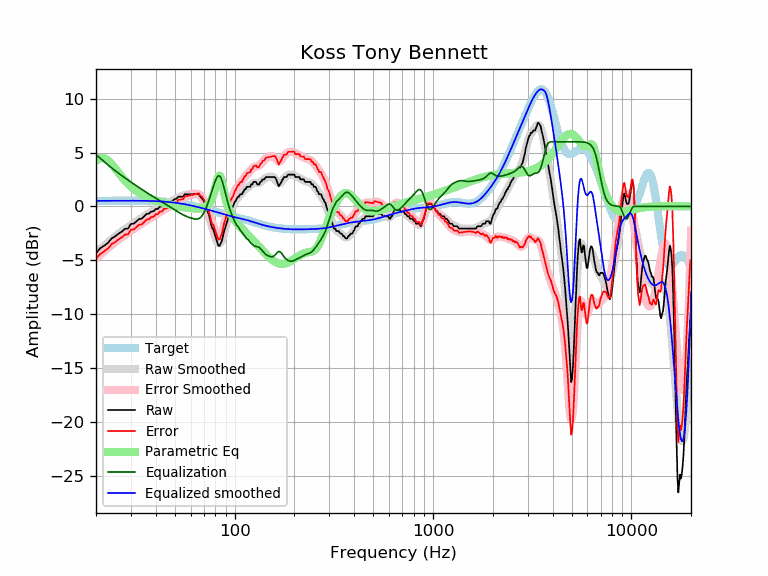 Koss Tony Bennett
Amplitude (dBr)
10
5
0
−5
−10
−15
−20
−25
Target
Raw Smoothed
Error Smoothed
Raw
Error
Parametric Eq
Equalization
Equalized smoothed
100
1000
10000
Frequency (Hz)